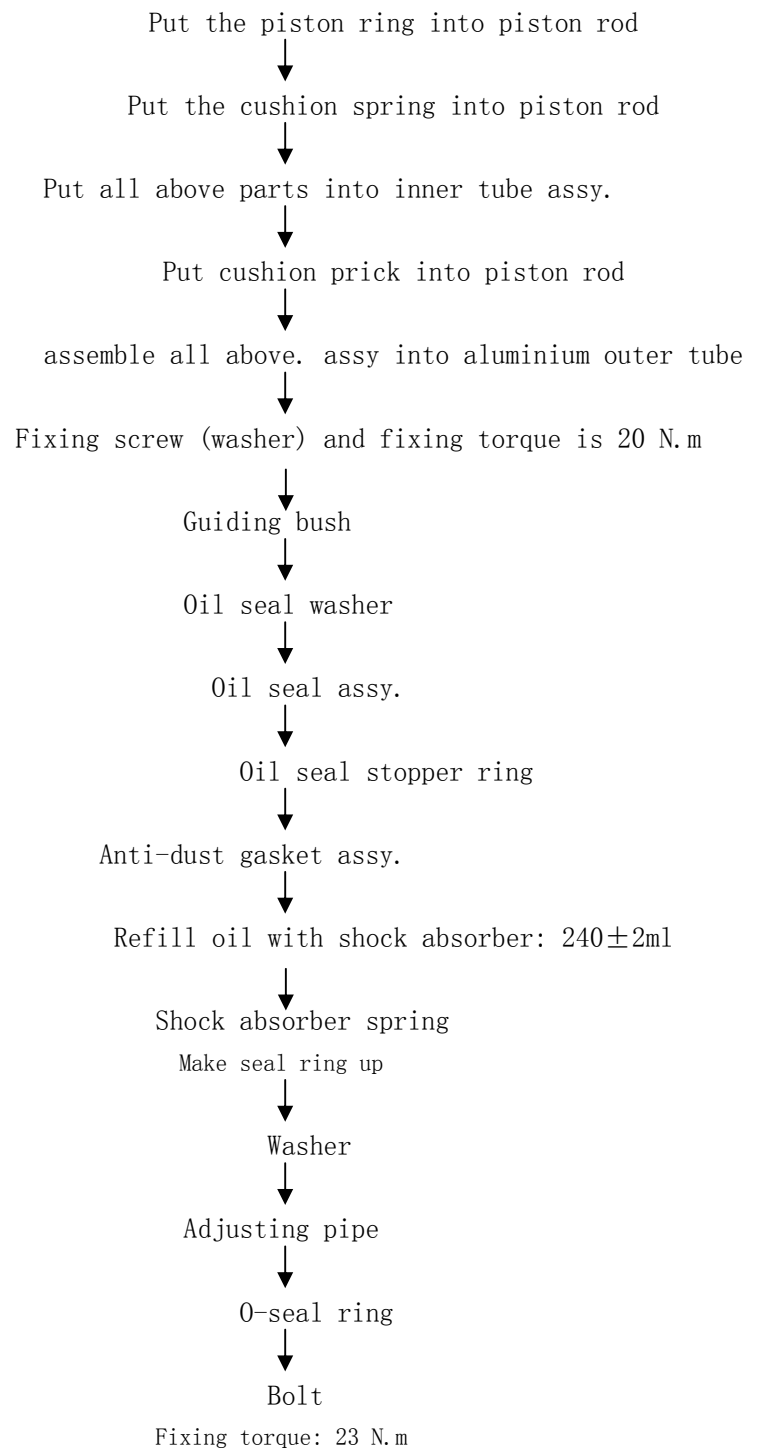 Put the piston ring into piston rod
Put the cushion spring into piston rod
Put all above parts into inner tube assy.
Put cushion prick into piston rod
assemble all above. assy into aluminium outer tube
Fixing screw (washer) and fixing torque is 20 N.m
Guiding bush
Oil seal washer
Oil seal assy.
Oil seal stopper ring
Anti-dust gasket assy.
Refill oil with shock absorber: 240±2ml
Shock absorber spring
Make seal ring up
Washer
Adjusting pipe
O-seal ring
Bolt
Fixing torque: 23 N.m